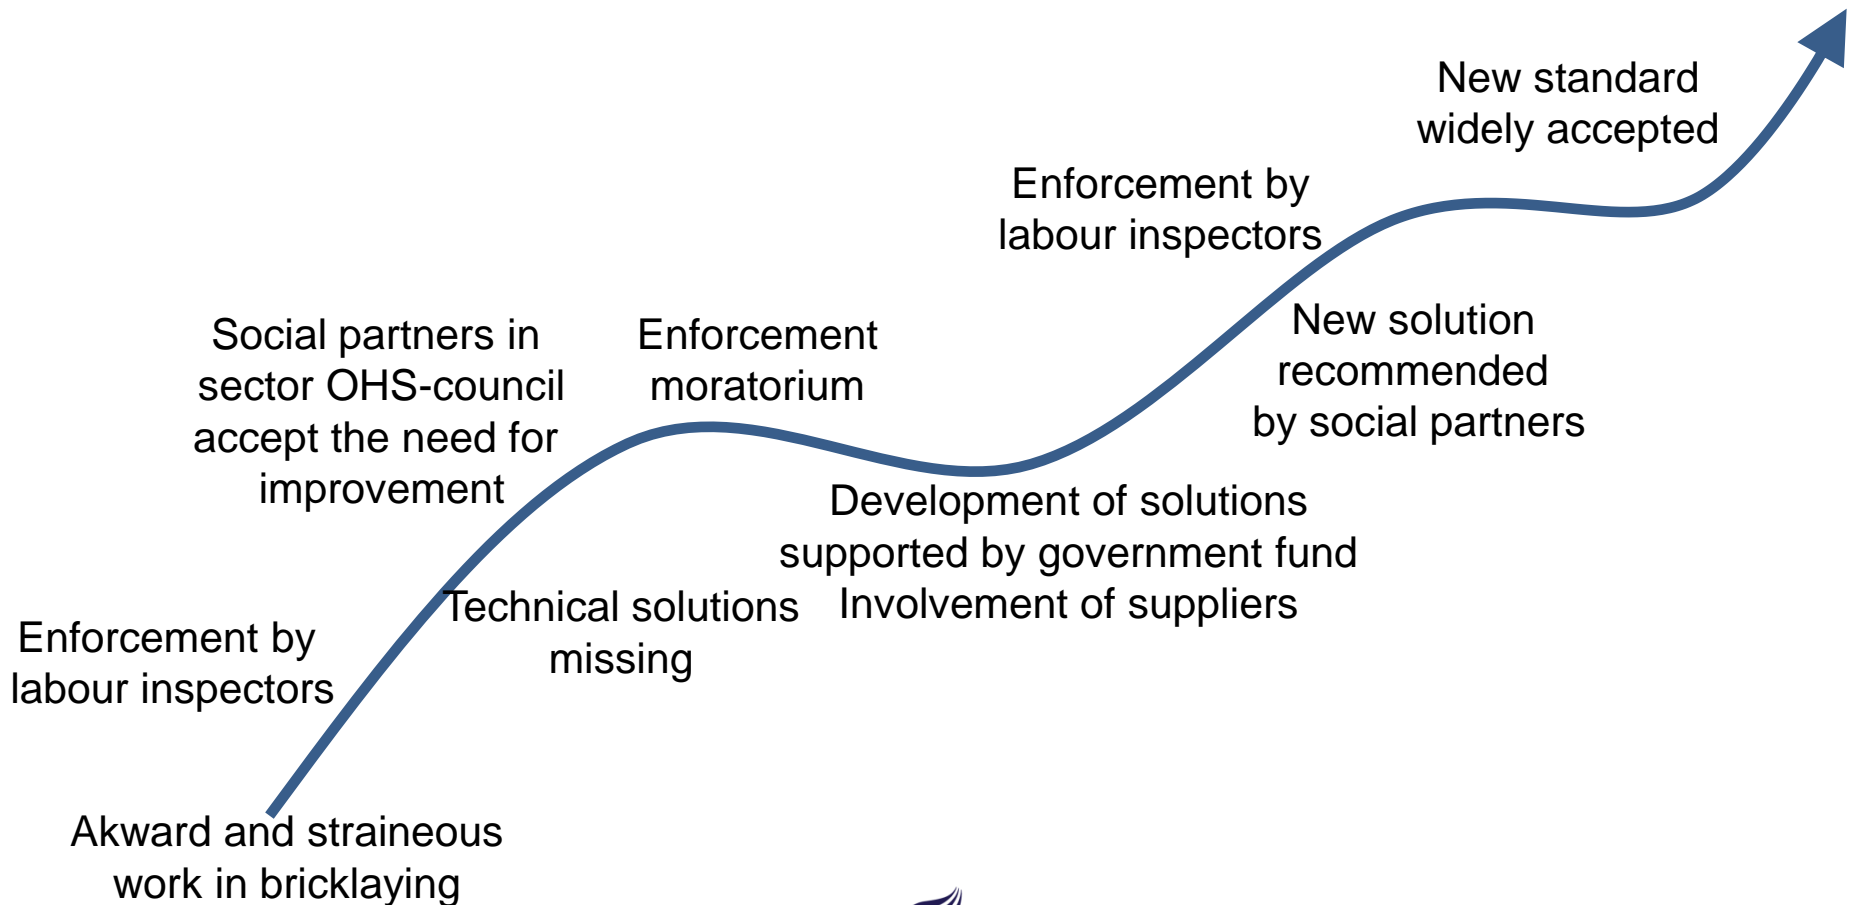 New standard
widely accepted
Enforcement by
labour inspectors
New solution
recommended
by social partners
Social partners in
sector OHS-council
accept the need for
improvement
Enforcement
moratorium
Development of solutions
supported by government fund
Involvement of suppliers
Technical solutions
missing
Enforcement by
labour inspectors
Akward and straineous
work in bricklaying